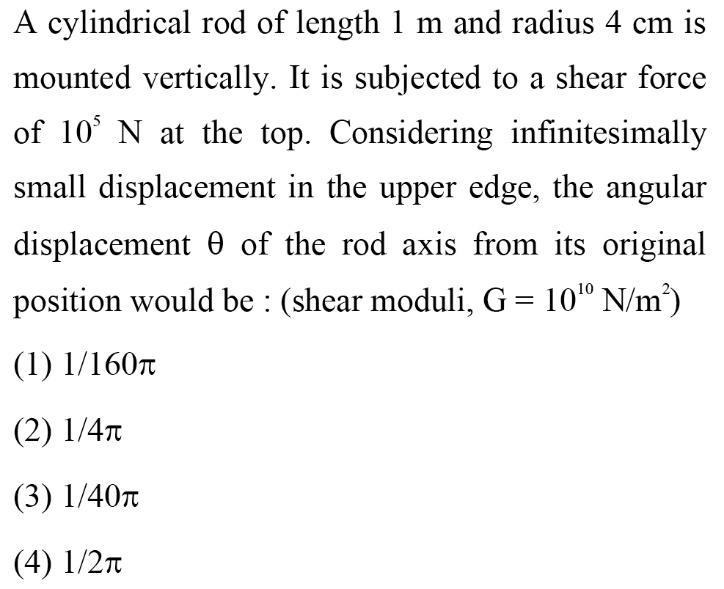 A cylindrical rod of length 1 m and radius 4 cm is
mounted vertically. It is subjected to a shear force
of 10⁵ N at the top. Considering infinitesimally
small displacement in the upper edge, the angular
displacement θ of the rod axis from its original
position would be : (shear moduli, G = 10¹⁰ N/m²)
(1) 1/160π
(2) 1/4π
(3) 1/40π
(4) 1/2π